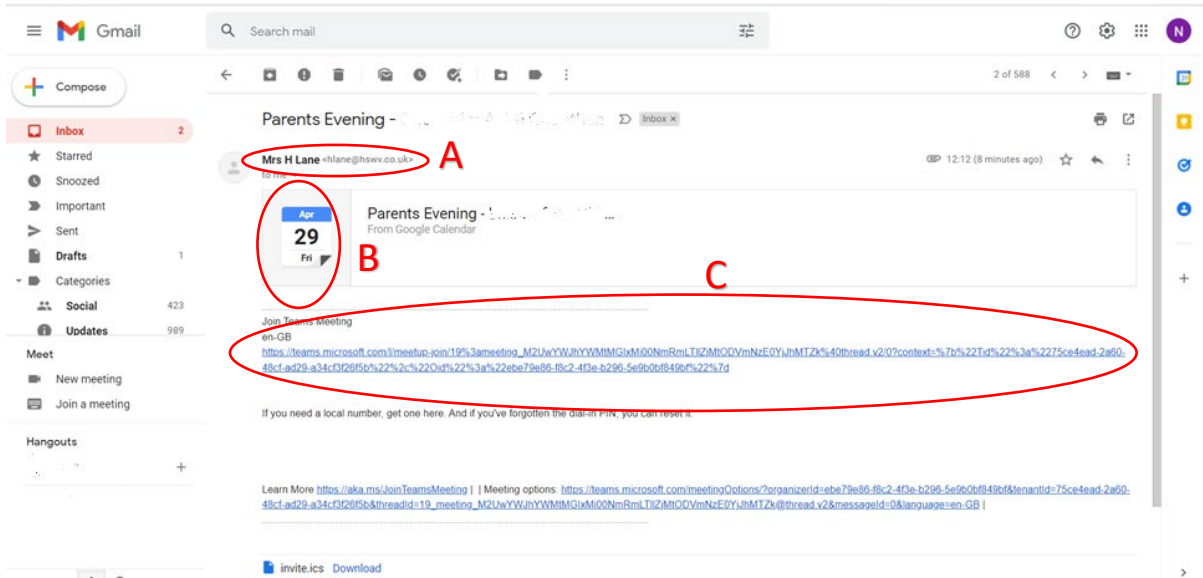 Gmail
Search mail
N
Compose
2 of 588
Parents Evening -
Inbox ×
Inbox 2
Starred
Snoozed
Important
Sent
Drafts 1
Categories
Social 423
Updates 989
Meet
New meeting
Join a meeting
Hangouts
Mrs H Lane <hlane@hswv.co.uk> A
to me
12:12 (8 minutes ago)
Apr
29
Fri
B
Parents Evening - ...
From Google Calendar
C
Join Teams Meeting
en-GB
https://teams.microsoft.com/l/meetup-join/19%3ameeting_M2UwYWJhYWMtMGIxMi00NmRmLTllZjMtODVmNzE0YjJhMTZk%40thread.v2/0?context=%7b%22Tid%22%3a%2275ce4ead-2a60-
48cf-ad29-a34cf3f26f5b%22%2c%22Oid%22%3a%22ebe79e86-f8c2-4f3e-b296-5e9b0bf849bf%22%7d
If you need a local number, get one here. And if you've forgotten the dial-in PIN, you can reset it.
Learn More https://aka.ms/JoinTeamsMeeting | | Meeting options: https://teams.microsoft.com/meetingOptions/?organizerId=ebe79e86-f8c2-4f3e-b296-5e9b0bf849bf&tenantId=75ce4ead-2a60-
48cf-ad29-a34cf3f26f5b&threadId=19_meeting_M2UwYWJhYWMtMGIxMi00NmRmLTllZjMtODVmNzE0YjJhMTZk@thread.v2&messageId=0&language=en-GB |
invite.ics Download